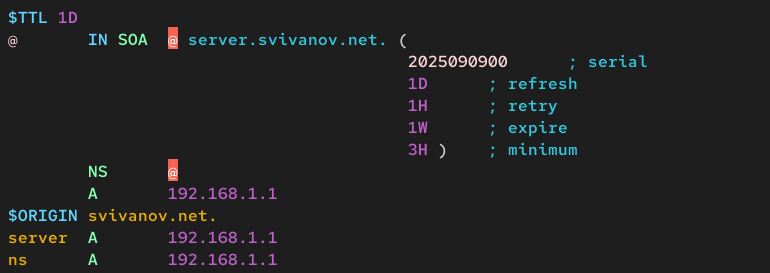 $TTL 1D
@ IN SOA @ server.svivanov.net. (
2025090900 ; serial
1D ; refresh
1H ; retry
1W ; expire
3H ) ; minimum
NS @
A 192.168.1.1
$ORIGIN svivanov.net.
server A 192.168.1.1
ns A 192.168.1.1